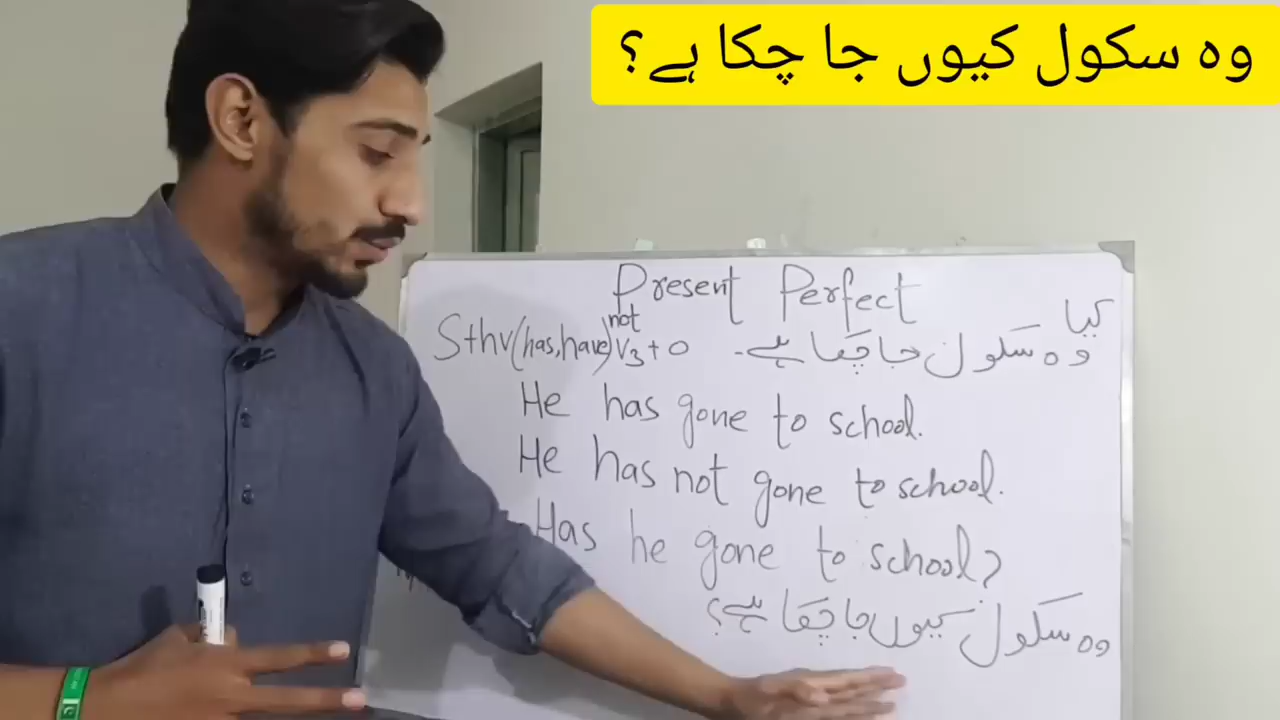 وہ سکول کیوں جا چکا ہے؟
Present Perfect
کیا
not
S+hv(has,have)v3+o وہ سکول جا چکا ہے۔
He has gone to school.
He has not gone to school.
Has he gone to school?
وہ سکول کیوں جا چکا ہے؟